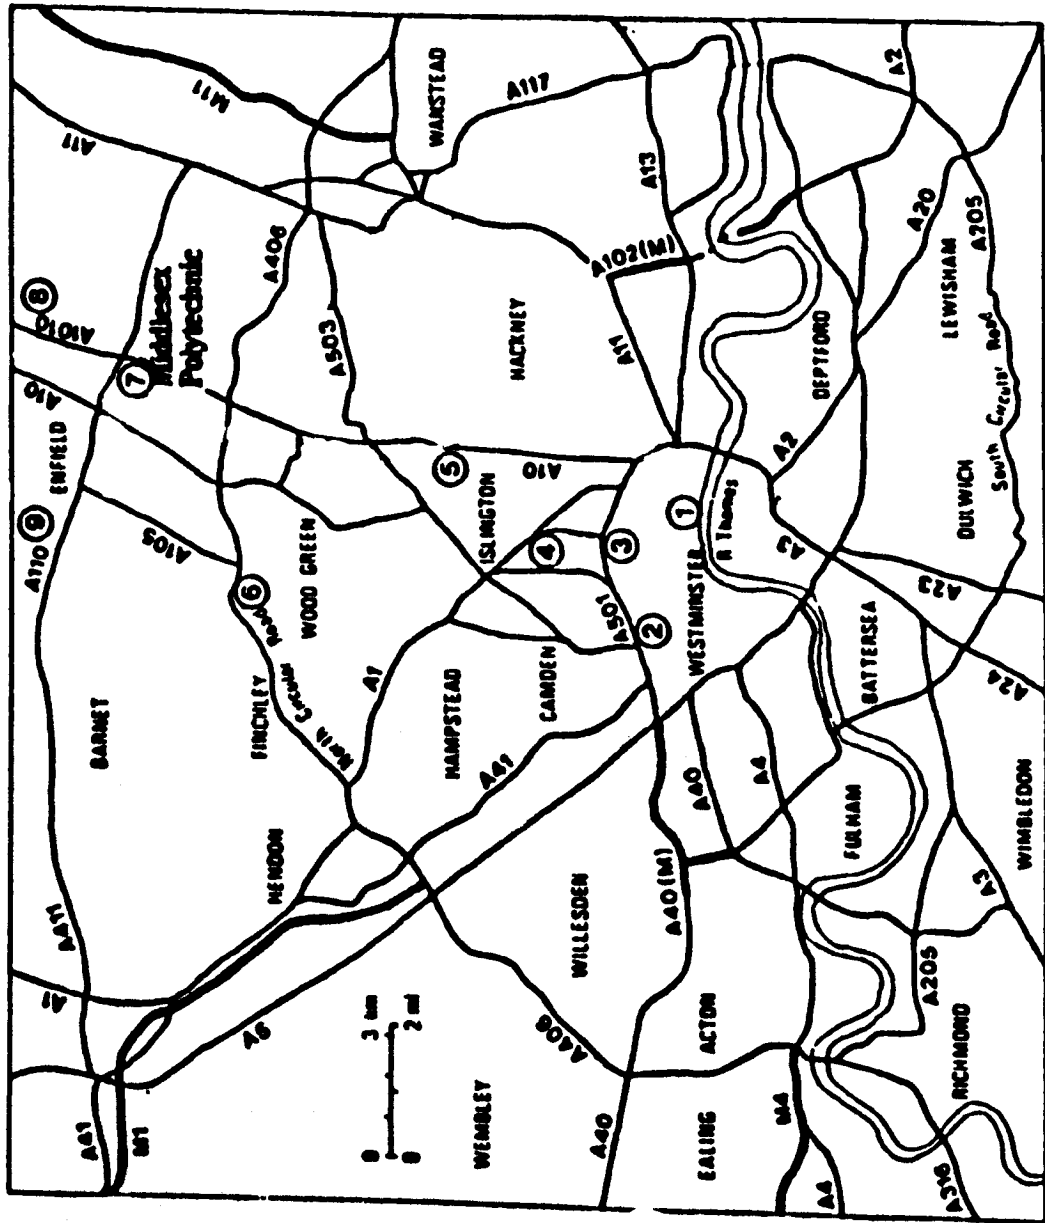 A1
A411
A110
9
ENFIELD
A10
8
A1010
A11
A41
M1
BARNET
7
Middlesex
Polytechnic
A105
M11
A6
HENDON
FINCHLEY
6
A406
North Circular Road
WOOD GREEN
A503
0 3 km
0 2 mi
A1
HAMPSTEAD
5
WANSTEAD
WEMBLEY
A41
ISLINGTON
A117
A406
WILLESDEN
CAMDEN
4
A10
HACKNEY
A40
A501
3
A11
A102(M)
A13
2
A40(M)
A40
WESTMINSTER
1
EALING
ACTON
R Thames
A4
M4
A3
A2
A4
FULHAM
BATTERSEA
DEPTFORD
A2
A316
A205
A23
A20
RICHMOND
DULWICH
LEWISHAM
A205
A3
A24
South Circular Road
WIMBLEDON